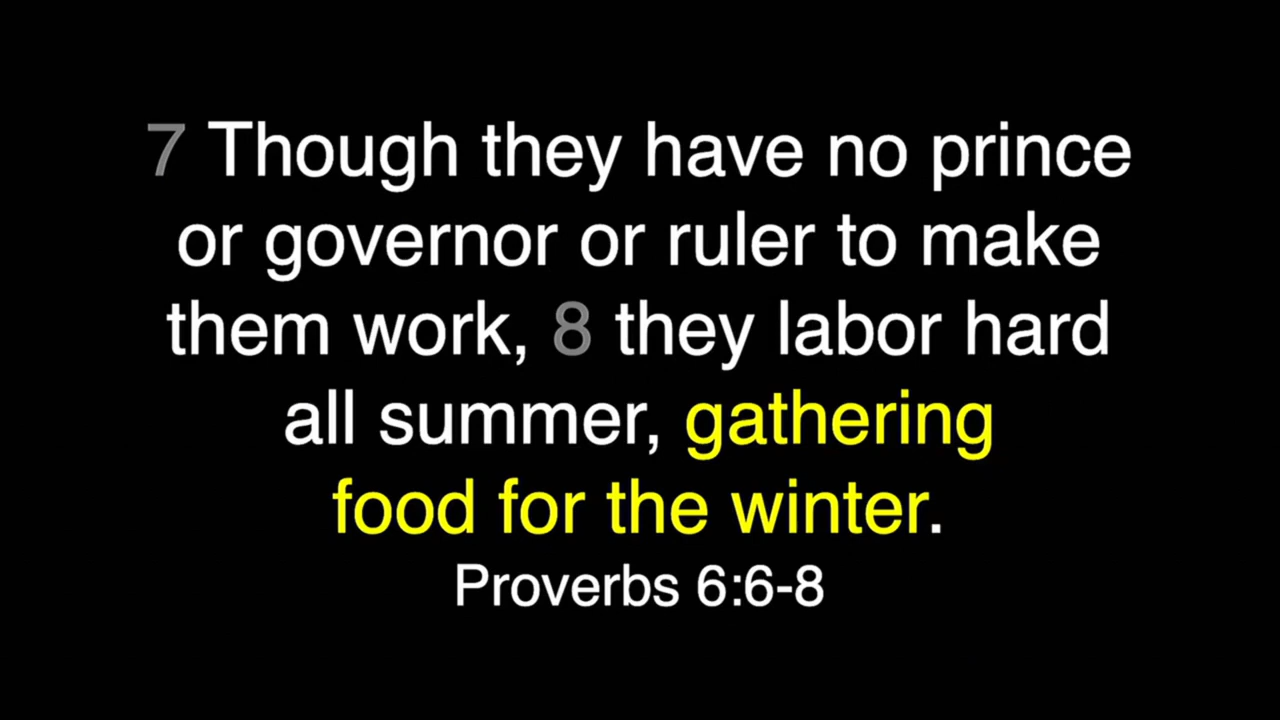 7 Though they have no prince
or governor or ruler to make
them work, 8 they labor hard
all summer, gathering
food for the winter.
Proverbs 6:6-8